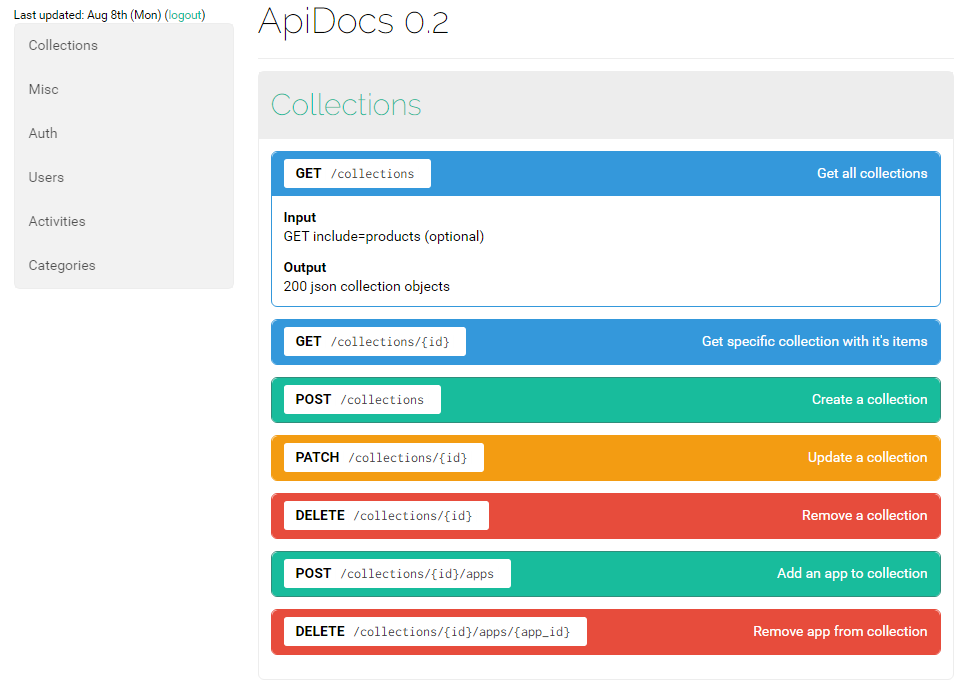 Last updated: Aug 8th (Mon) (logout)
Collections
Misc
Auth
Users
Activities
Categories
ApiDocs 0.2
Collections
GET /collections Get all collections
Input
GET include=products (optional)
Output
200 json collection objects
GET /collections/{id} Get specific collection with it's items
POST /collections Create a collection
PATCH /collections/{id} Update a collection
DELETE /collections/{id} Remove a collection
POST /collections/{id}/apps Add an app to collection
DELETE /collections/{id}/apps/{app_id} Remove app from collection